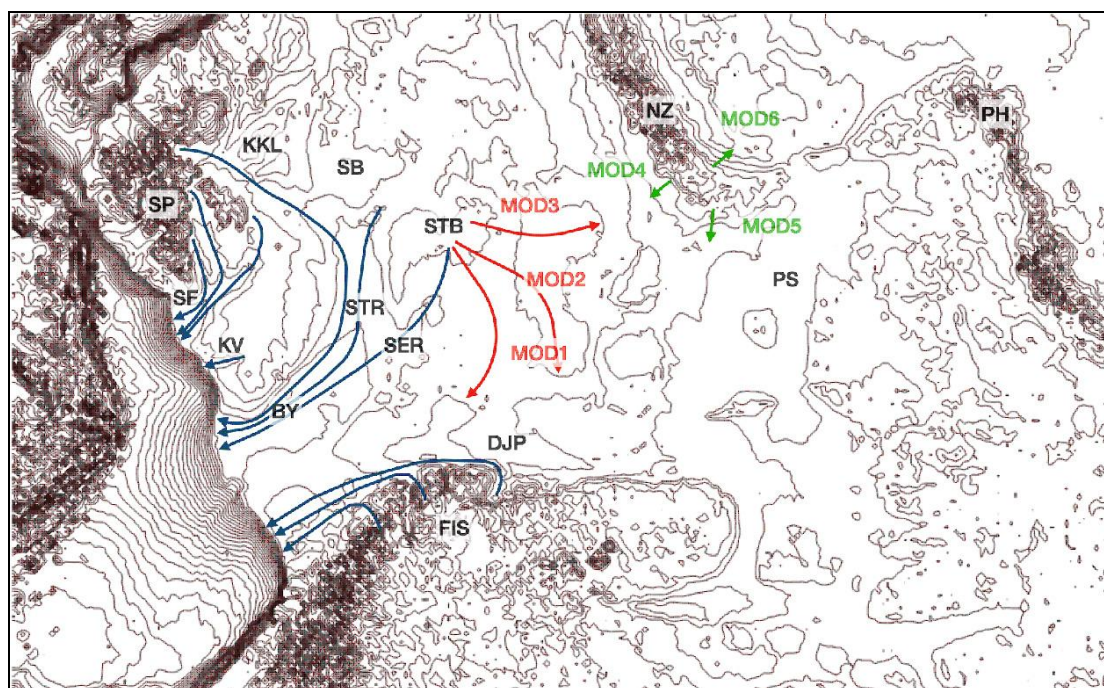 NZ
PH
MOD6
KKL
SB
MOD4
SP
MOD3
STB
MOD5
MOD2
PS
SF
STR
KV
SER
MOD1
BY
DJP
FIS